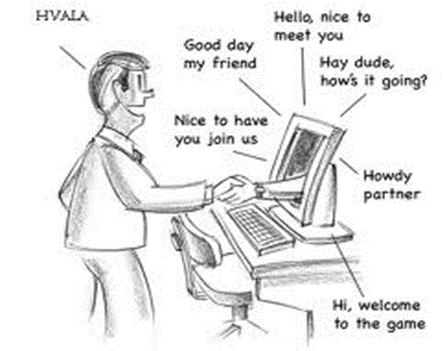 HVALA
Hello, nice to
meet you
Good day
my friend
Hay dude,
how's it going?
Nice to have
you join us
Howdy
partner
Hi, welcome
to the game